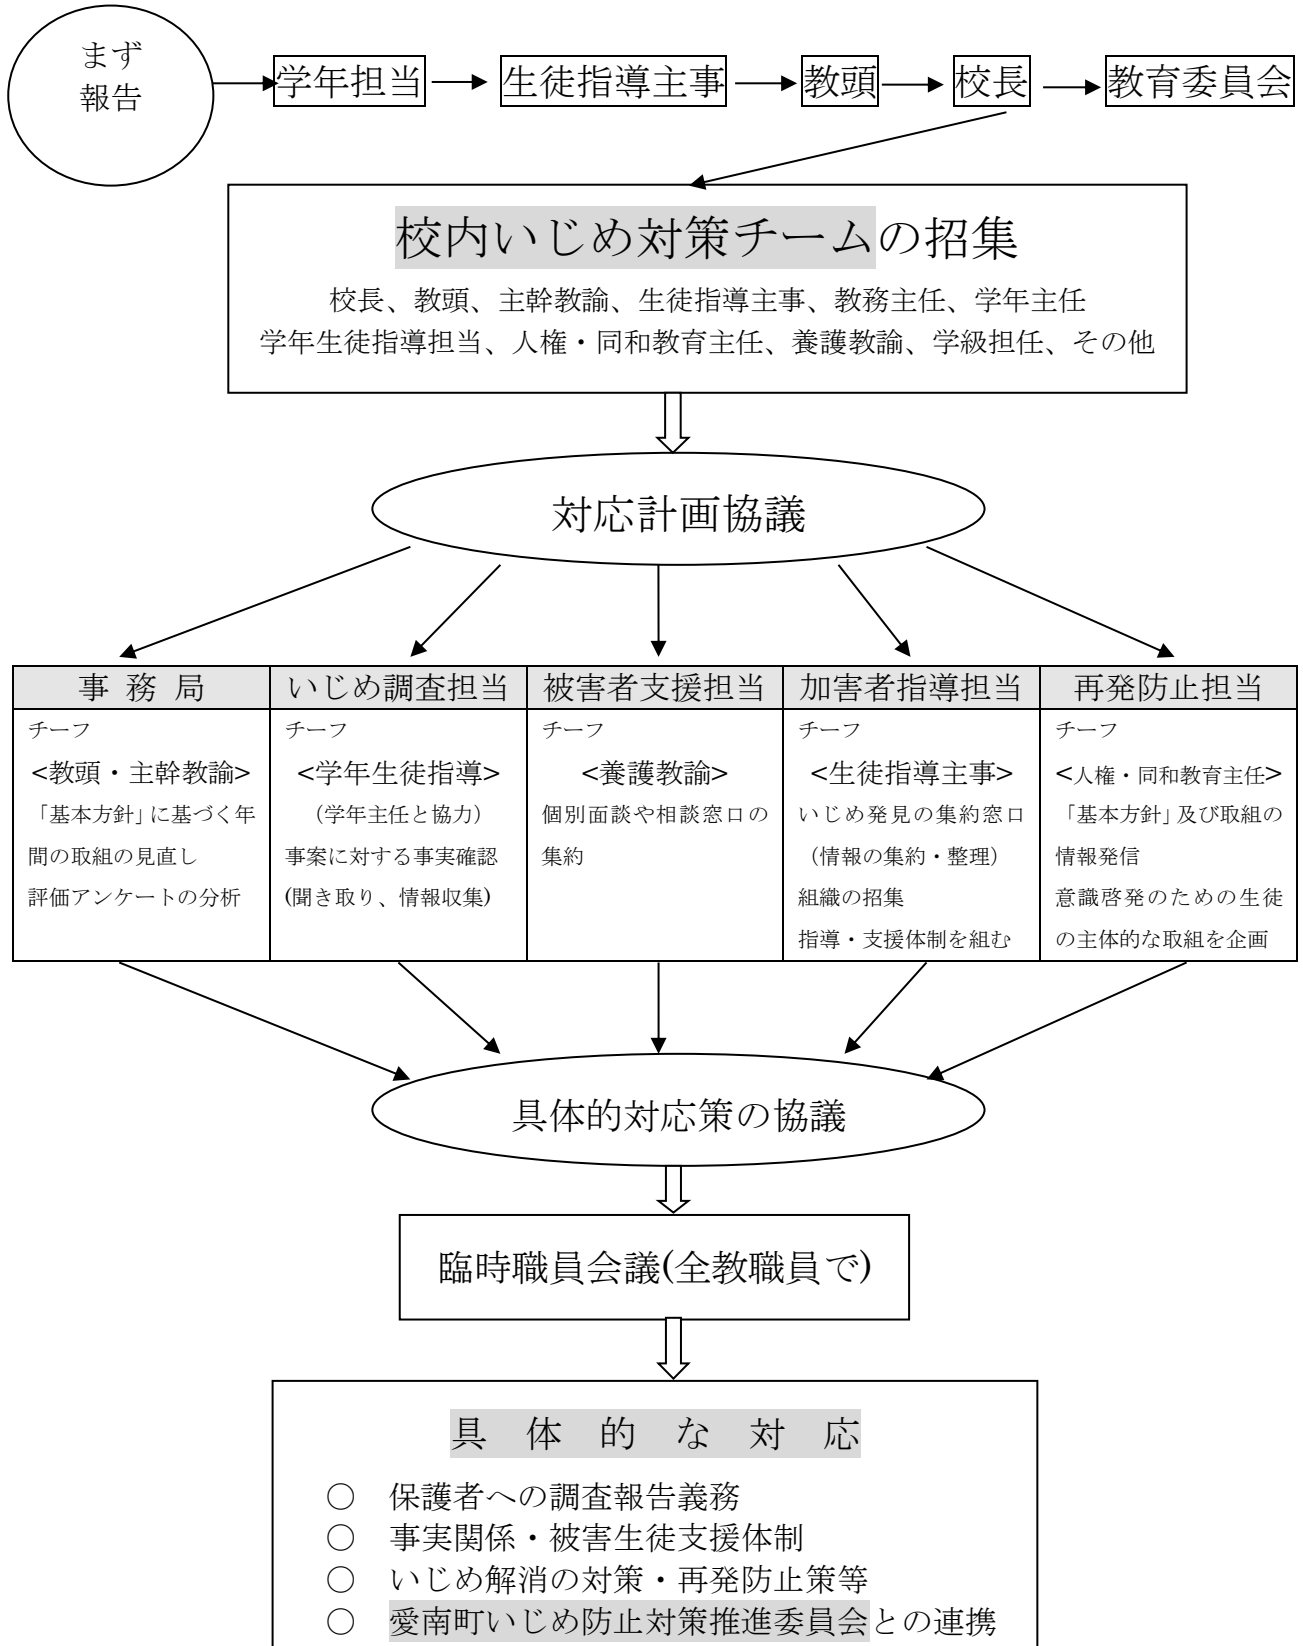 まず
報告
学年担当 生徒指導主事 教頭 校長 教育委員会
校内いじめ対策チームの招集
校長、教頭、主幹教諭、生徒指導主事、教務主任、学年主任
学年生徒指導担当、人権・同和教育主任、養護教諭、学級担任、その他
対応計画協議
事 務 局
チーフ
<教頭・主幹教諭>
「基本方針」に基づく年
間の取組の見直し
評価アンケートの分析
いじめ調査担当
チーフ
<学年生徒指導>
（学年主任と協力）
事案に対する事実確認
(聞き取り、情報収集)
被害者支援担当
チーフ
<養護教諭>
個別面談や相談窓口の
集約
加害者指導担当
チーフ
<生徒指導主事>
いじめ発見の集約窓口
（情報の集約・整理）
組織の招集
指導・支援体制を組む
再発防止担当
チーフ
<人権・同和教育主任>
「基本方針」及び取組の
情報発信
意識啓発のための生徒
の主体的な取組を企画
具体的対応策の協議
臨時職員会議(全教職員で)
具 体 的 な 対 応
○ 保護者への調査報告義務
○ 事実関係・被害生徒支援体制
○ いじめ解消の対策・再発防止策等
○ 愛南町いじめ防止対策推進委員会との連携